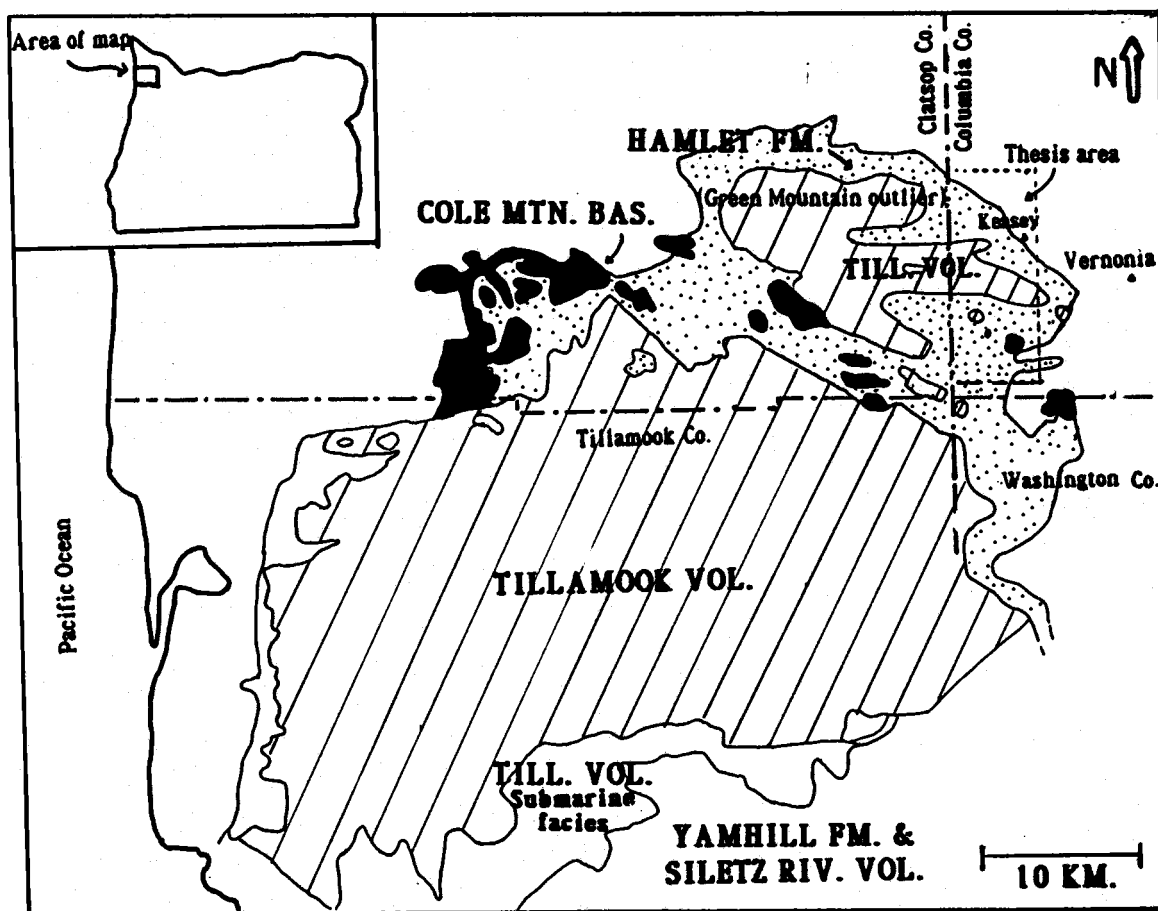 Area of map
Clatsop Co.
Columbia Co.
N
HAMLET FM.
Thesis area
(Green Mountain outlier)
COLE MTN. BAS.
Keasey
TILL. VOL.
Vernonia
Tillamook Co.
Washington Co.
Pacific Ocean
TILLAMOOK VOL.
TILL. VOL.
Submarine
facies
YAMHILL FM. &
SILETZ RIV. VOL.
10 KM.